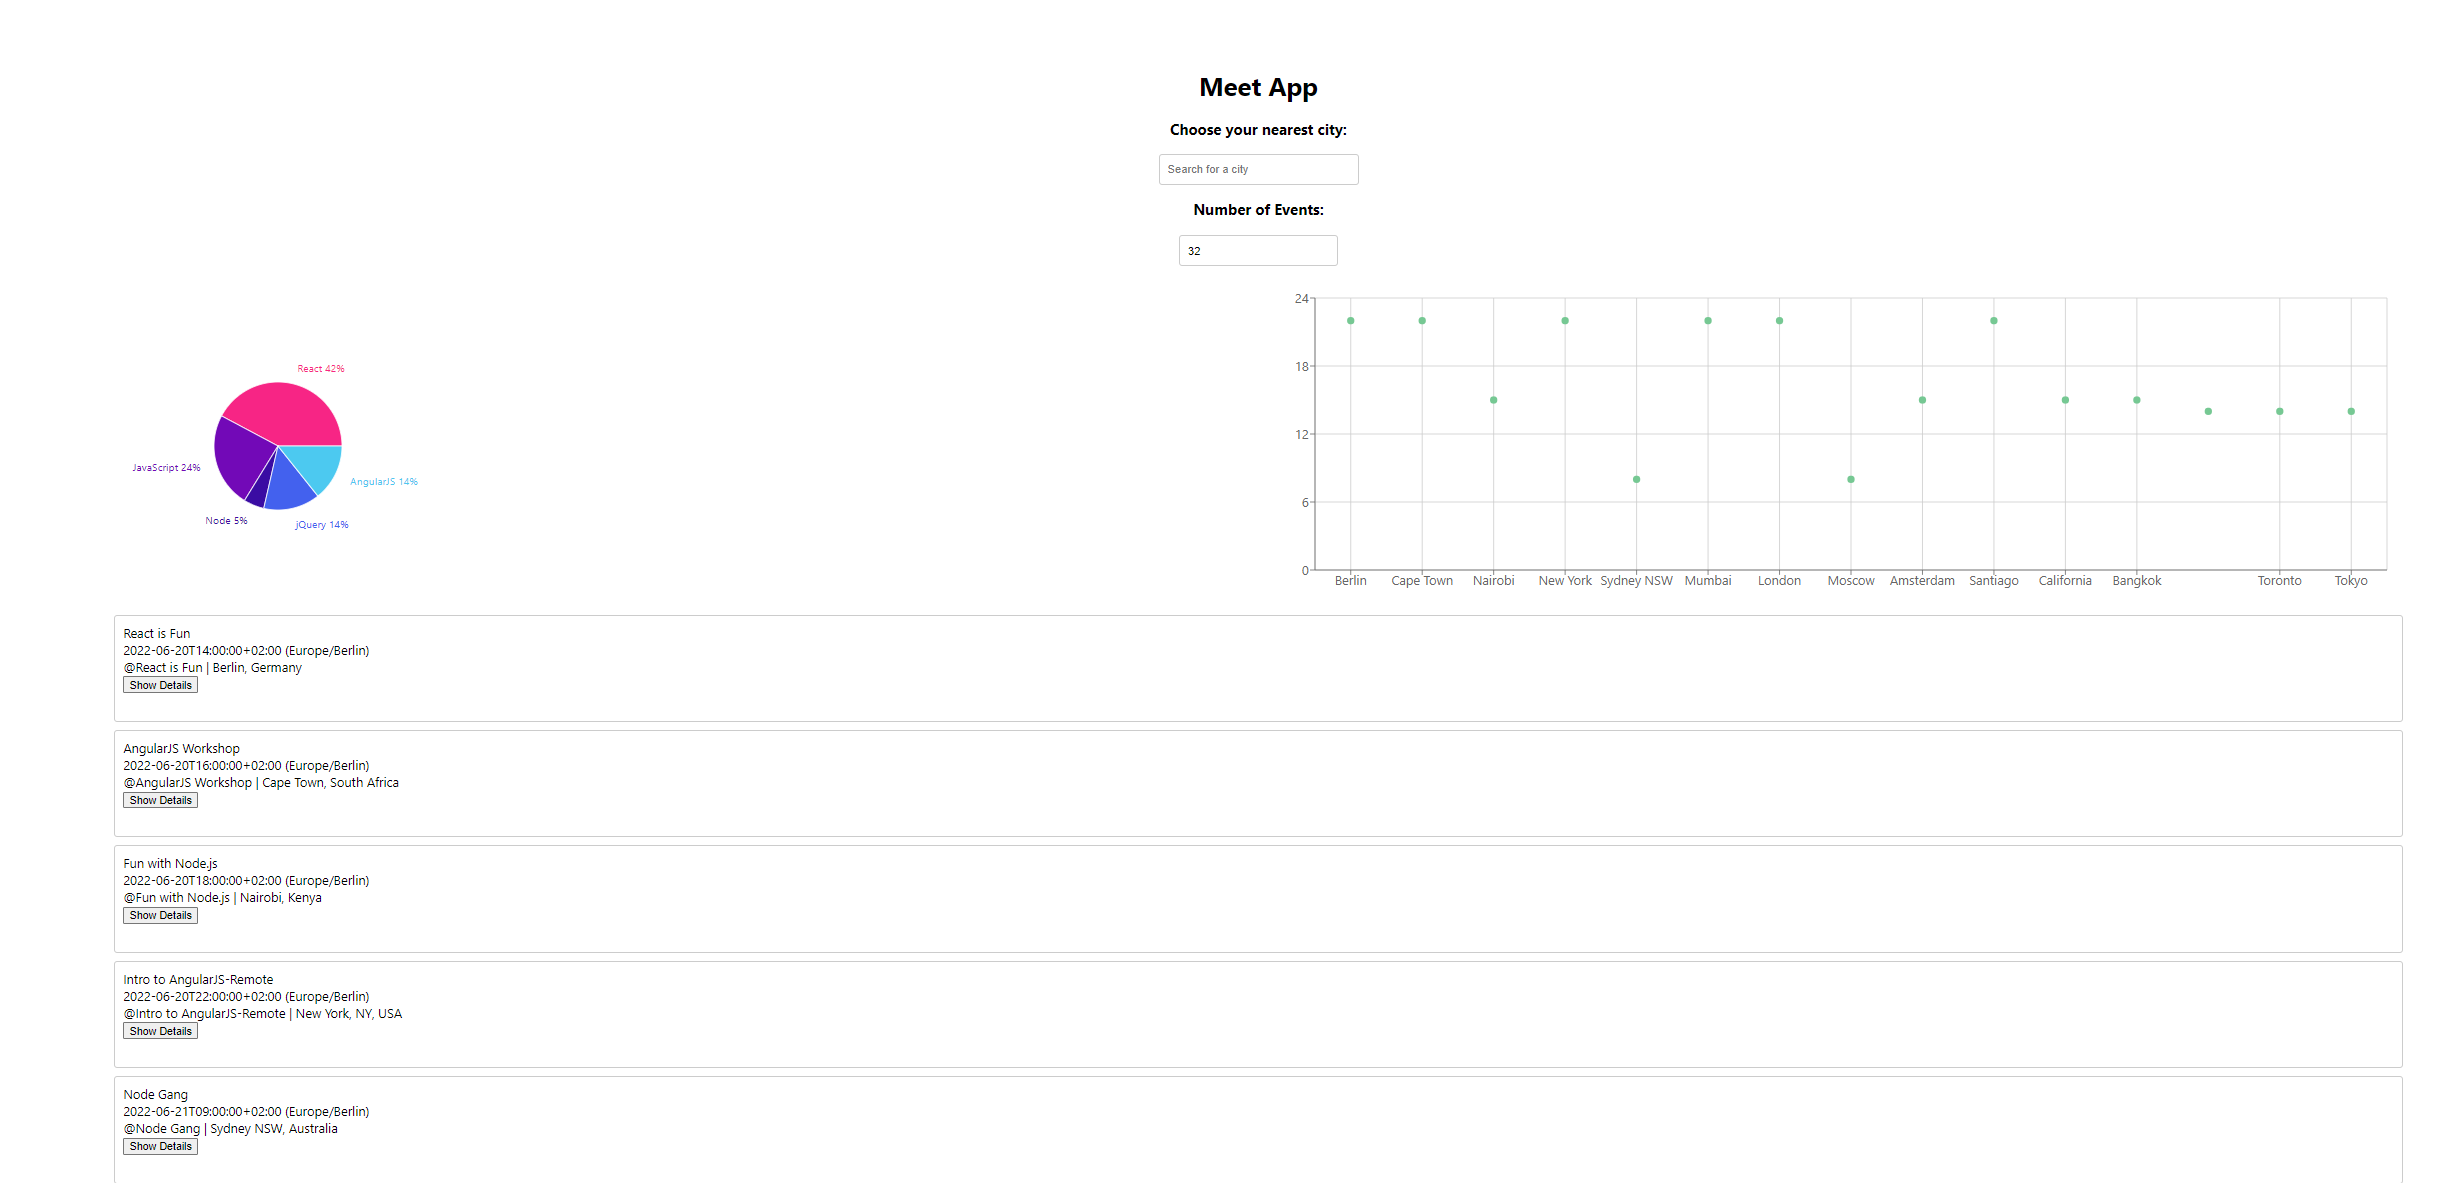 Meet App
Choose your nearest city:
Search for a city
Number of Events:
32
React 42%
JavaScript 24%
AngularJS 14%
Node 5%
jQuery 14%
24
18
12
6
0
Berlin Cape Town Nairobi New York Sydney NSW Mumbai London Moscow Amsterdam Santiago California Bangkok Toronto Tokyo
React is Fun
2022-06-20T14:00:00+02:00 (Europe/Berlin)
@React is Fun | Berlin, Germany
Show Details
AngularJS Workshop
2022-06-20T16:00:00+02:00 (Europe/Berlin)
@AngularJS Workshop | Cape Town, South Africa
Show Details
Fun with Node.js
2022-06-20T18:00:00+02:00 (Europe/Berlin)
@Fun with Node.js | Nairobi, Kenya
Show Details
Intro to AngularJS-Remote
2022-06-20T22:00:00+02:00 (Europe/Berlin)
@Intro to AngularJS-Remote | New York, NY, USA
Show Details
Node Gang
2022-06-21T09:00:00+02:00 (Europe/Berlin)
@Node Gang | Sydney NSW, Australia
Show Details